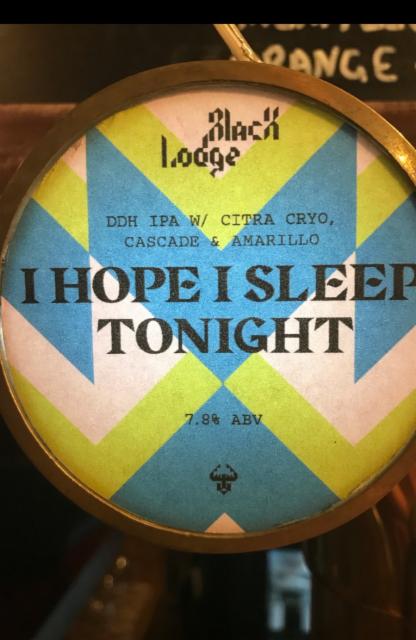 ORANGE
Black
Lodge
DDH IPA W/ CITRA CRYO,
CASCADE & AMARILLO
I HOPE I SLEEP
TONIGHT
7.8% ABV